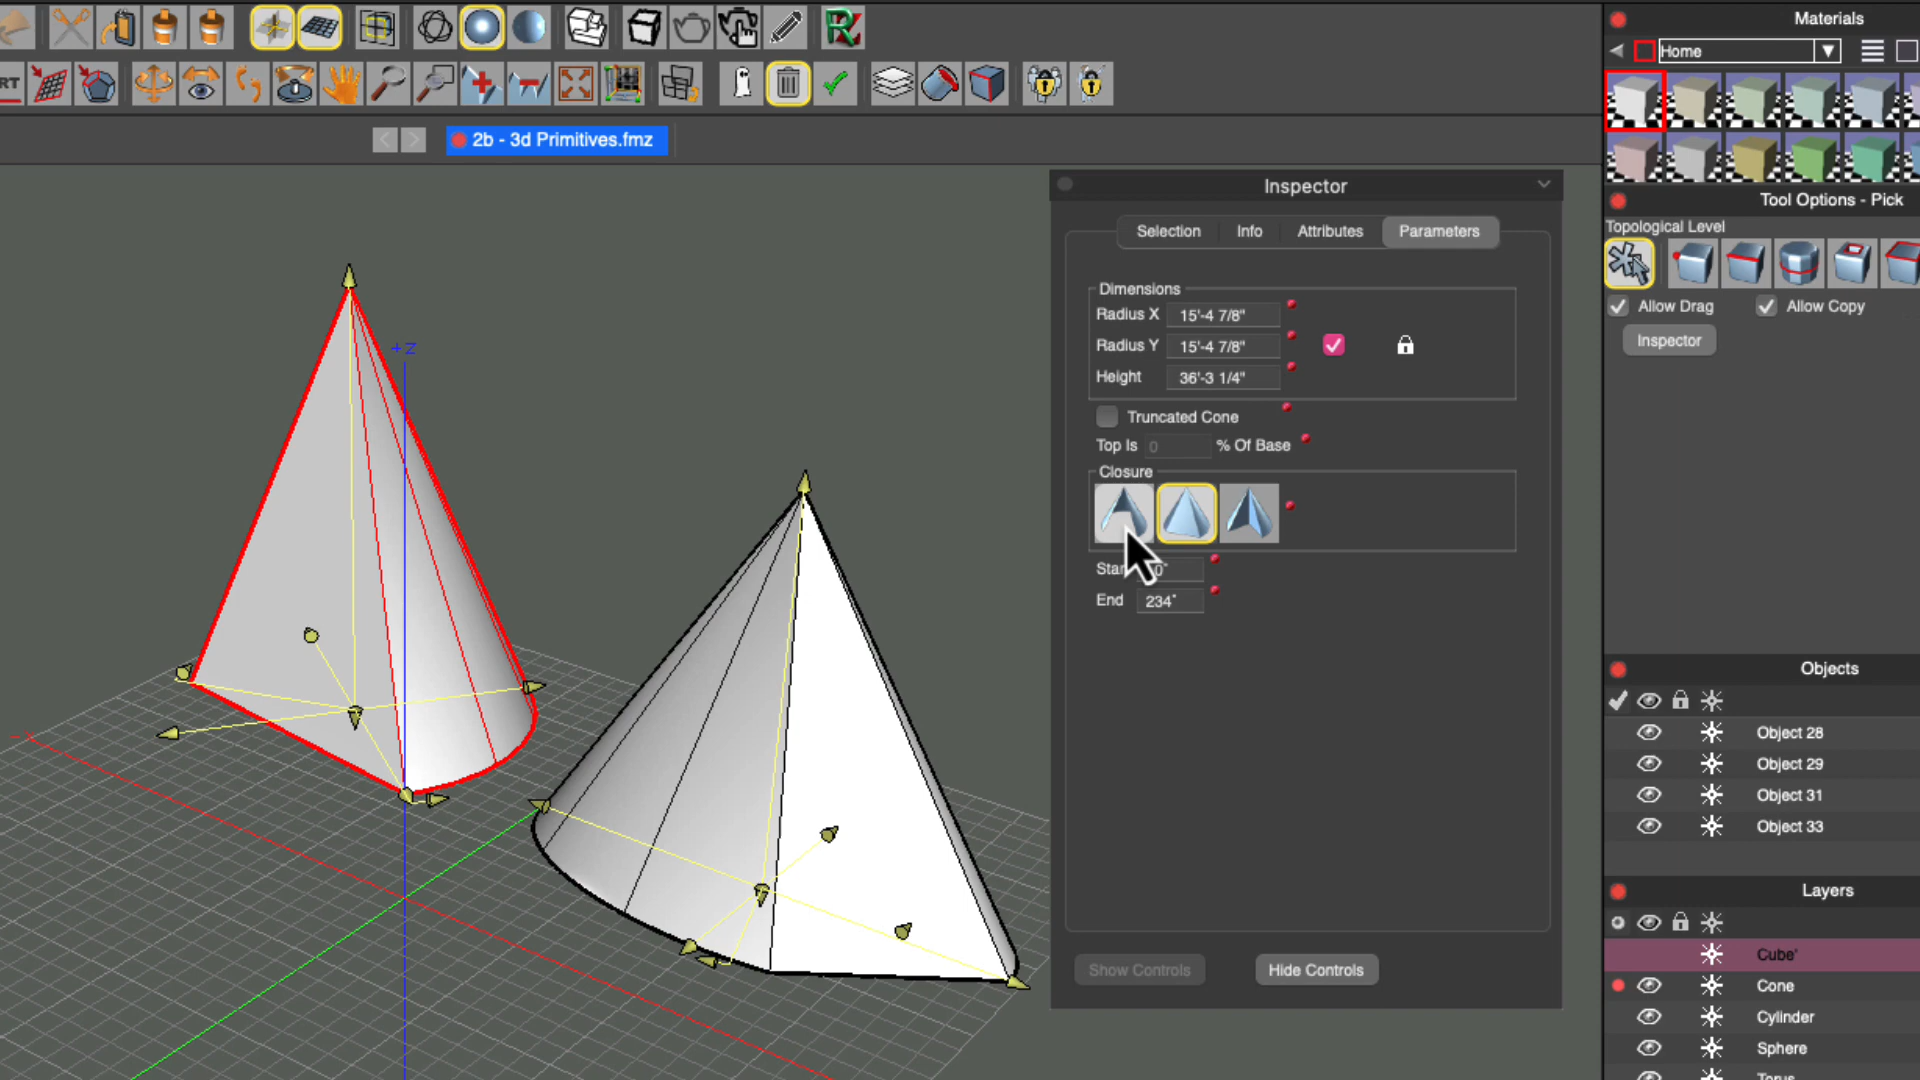 RT
Materials
Home
2b - 3d Primitives.fmz
Inspector
Tool Options - Pick
Selection
Info
Attributes
Parameters
Topological Level
Dimensions
Radius X 15'-4 7/8"
Radius Y 15'-4 7/8"
Height 36'-3 1/4"
Allow Drag
Allow Copy
Inspector
+Z
Truncated Cone
Top Is 0 % Of Base
Closure
End 234°
Objects
Object 28
Object 29
Object 31
Object 33
Layers
Cube'
Cone
Cylinder
Sphere
Show Controls
Hide Controls